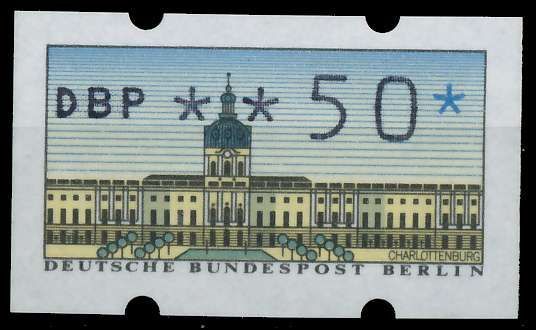 DBP ** 50*
CHARLOTTENBURG
DEUTSCHE BUNDESPOST BERLIN